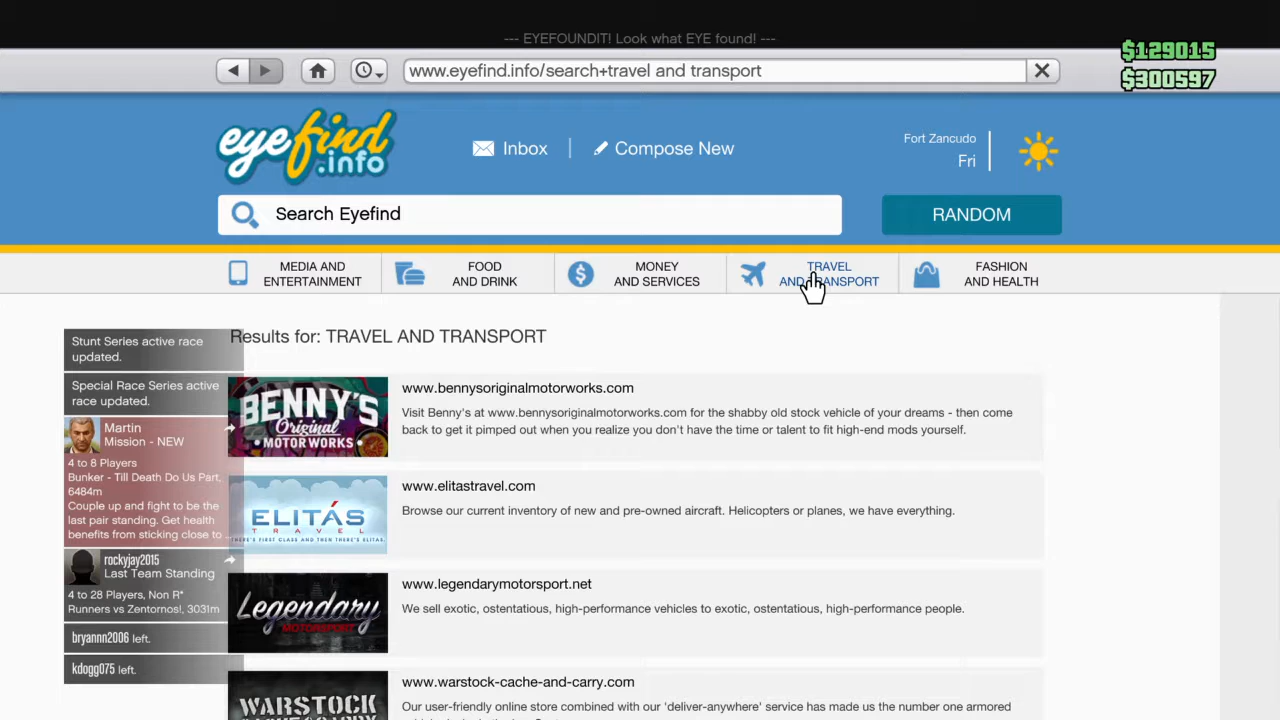 --- EYEFOUNDIT! Look what EYE found! ---
$129015
$300597
www.eyefind.info/search+travel and transport
eyefind
.info
Inbox
Compose New
Fort Zancudo
Fri
Search Eyefind
RANDOM
MEDIA AND
ENTERTAINMENT
FOOD
AND DRINK
MONEY
AND SERVICES
TRAVEL
AND TRANSPORT
FASHION
AND HEALTH
Stunt Series active race
updated.
Special Race Series active
race updated.
Martin
Mission - NEW
4 to 8 Players
Bunker - Till Death Do Us Part,
6484m
Couple up and fight to be the
last pair standing. Get health
benefits from sticking close to ...
rockyjay2015
Last Team Standing
4 to 28 Players, Non R*
Runners vs Zentornos!, 3031m
bryannn2006 left.
kdogg075 left.
Results for: TRAVEL AND TRANSPORT
BENNY'S
Original
MOTOR WORKS
www.bennysoriginalmotorworks.com
Visit Benny's at www.bennysoriginalmotorworks.com for the shabby old stock vehicle of your dreams - then come
back to get it pimped out when you realize you don't have the time or talent to fit high-end mods yourself.
ELITÁS
TRAVEL
THERE'S FIRST CLASS AND THEN THERE'S ELITAS.
www.elitastravel.com
Browse our current inventory of new and pre-owned aircraft. Helicopters or planes, we have everything.
Legendary
MOTORSPORT
www.legendarymotorsport.net
We sell exotic, ostentatious, high-performance vehicles to exotic, ostentatious, high-performance people.
WARSTOCK
www.warstock-cache-and-carry.com
Our user-friendly online store combined with our 'deliver-anywhere' service has made us the number one armored